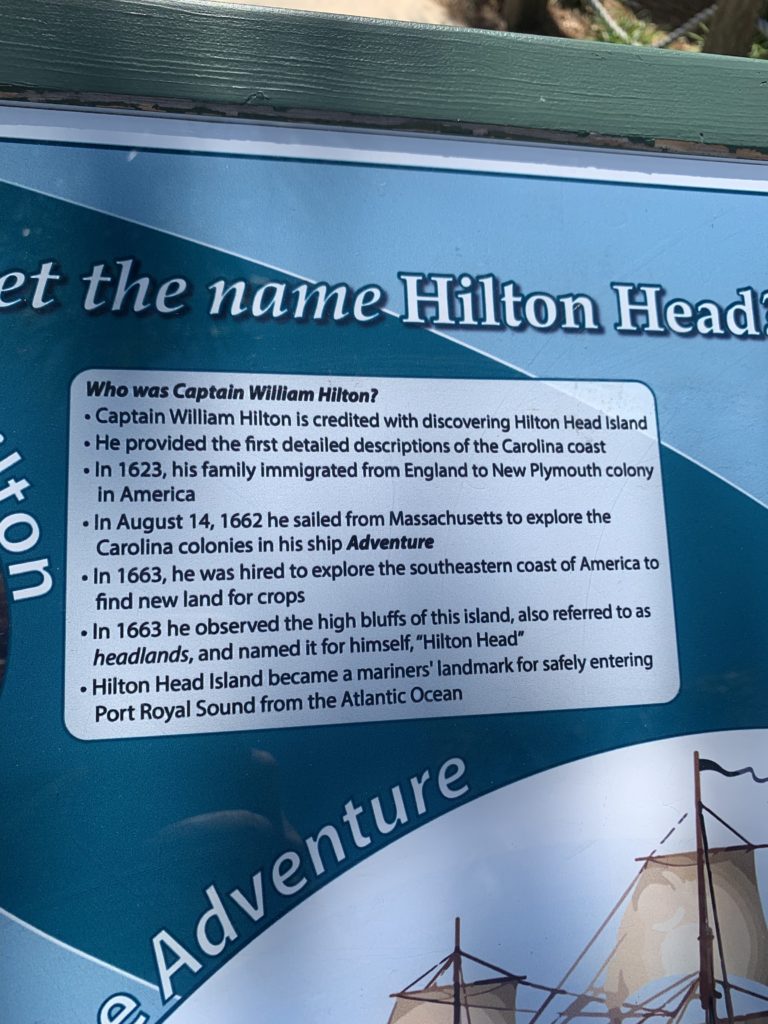 et the name Hilton Head?
Who was Captain William Hilton?
• Captain William Hilton is credited with discovering Hilton Head Island
• He provided the first detailed descriptions of the Carolina coast
• In 1623, his family immigrated from England to New Plymouth colony
in America
• In August 14, 1662 he sailed from Massachusetts to explore the
Carolina colonies in his ship Adventure
• In 1663, he was hired to explore the southeastern coast of America to
find new land for crops
• In 1663 he observed the high bluffs of this island, also referred to as
headlands, and named it for himself, "Hilton Head"
• Hilton Head Island became a mariners' landmark for safely entering
Port Royal Sound from the Atlantic Ocean
lton
e Adventure